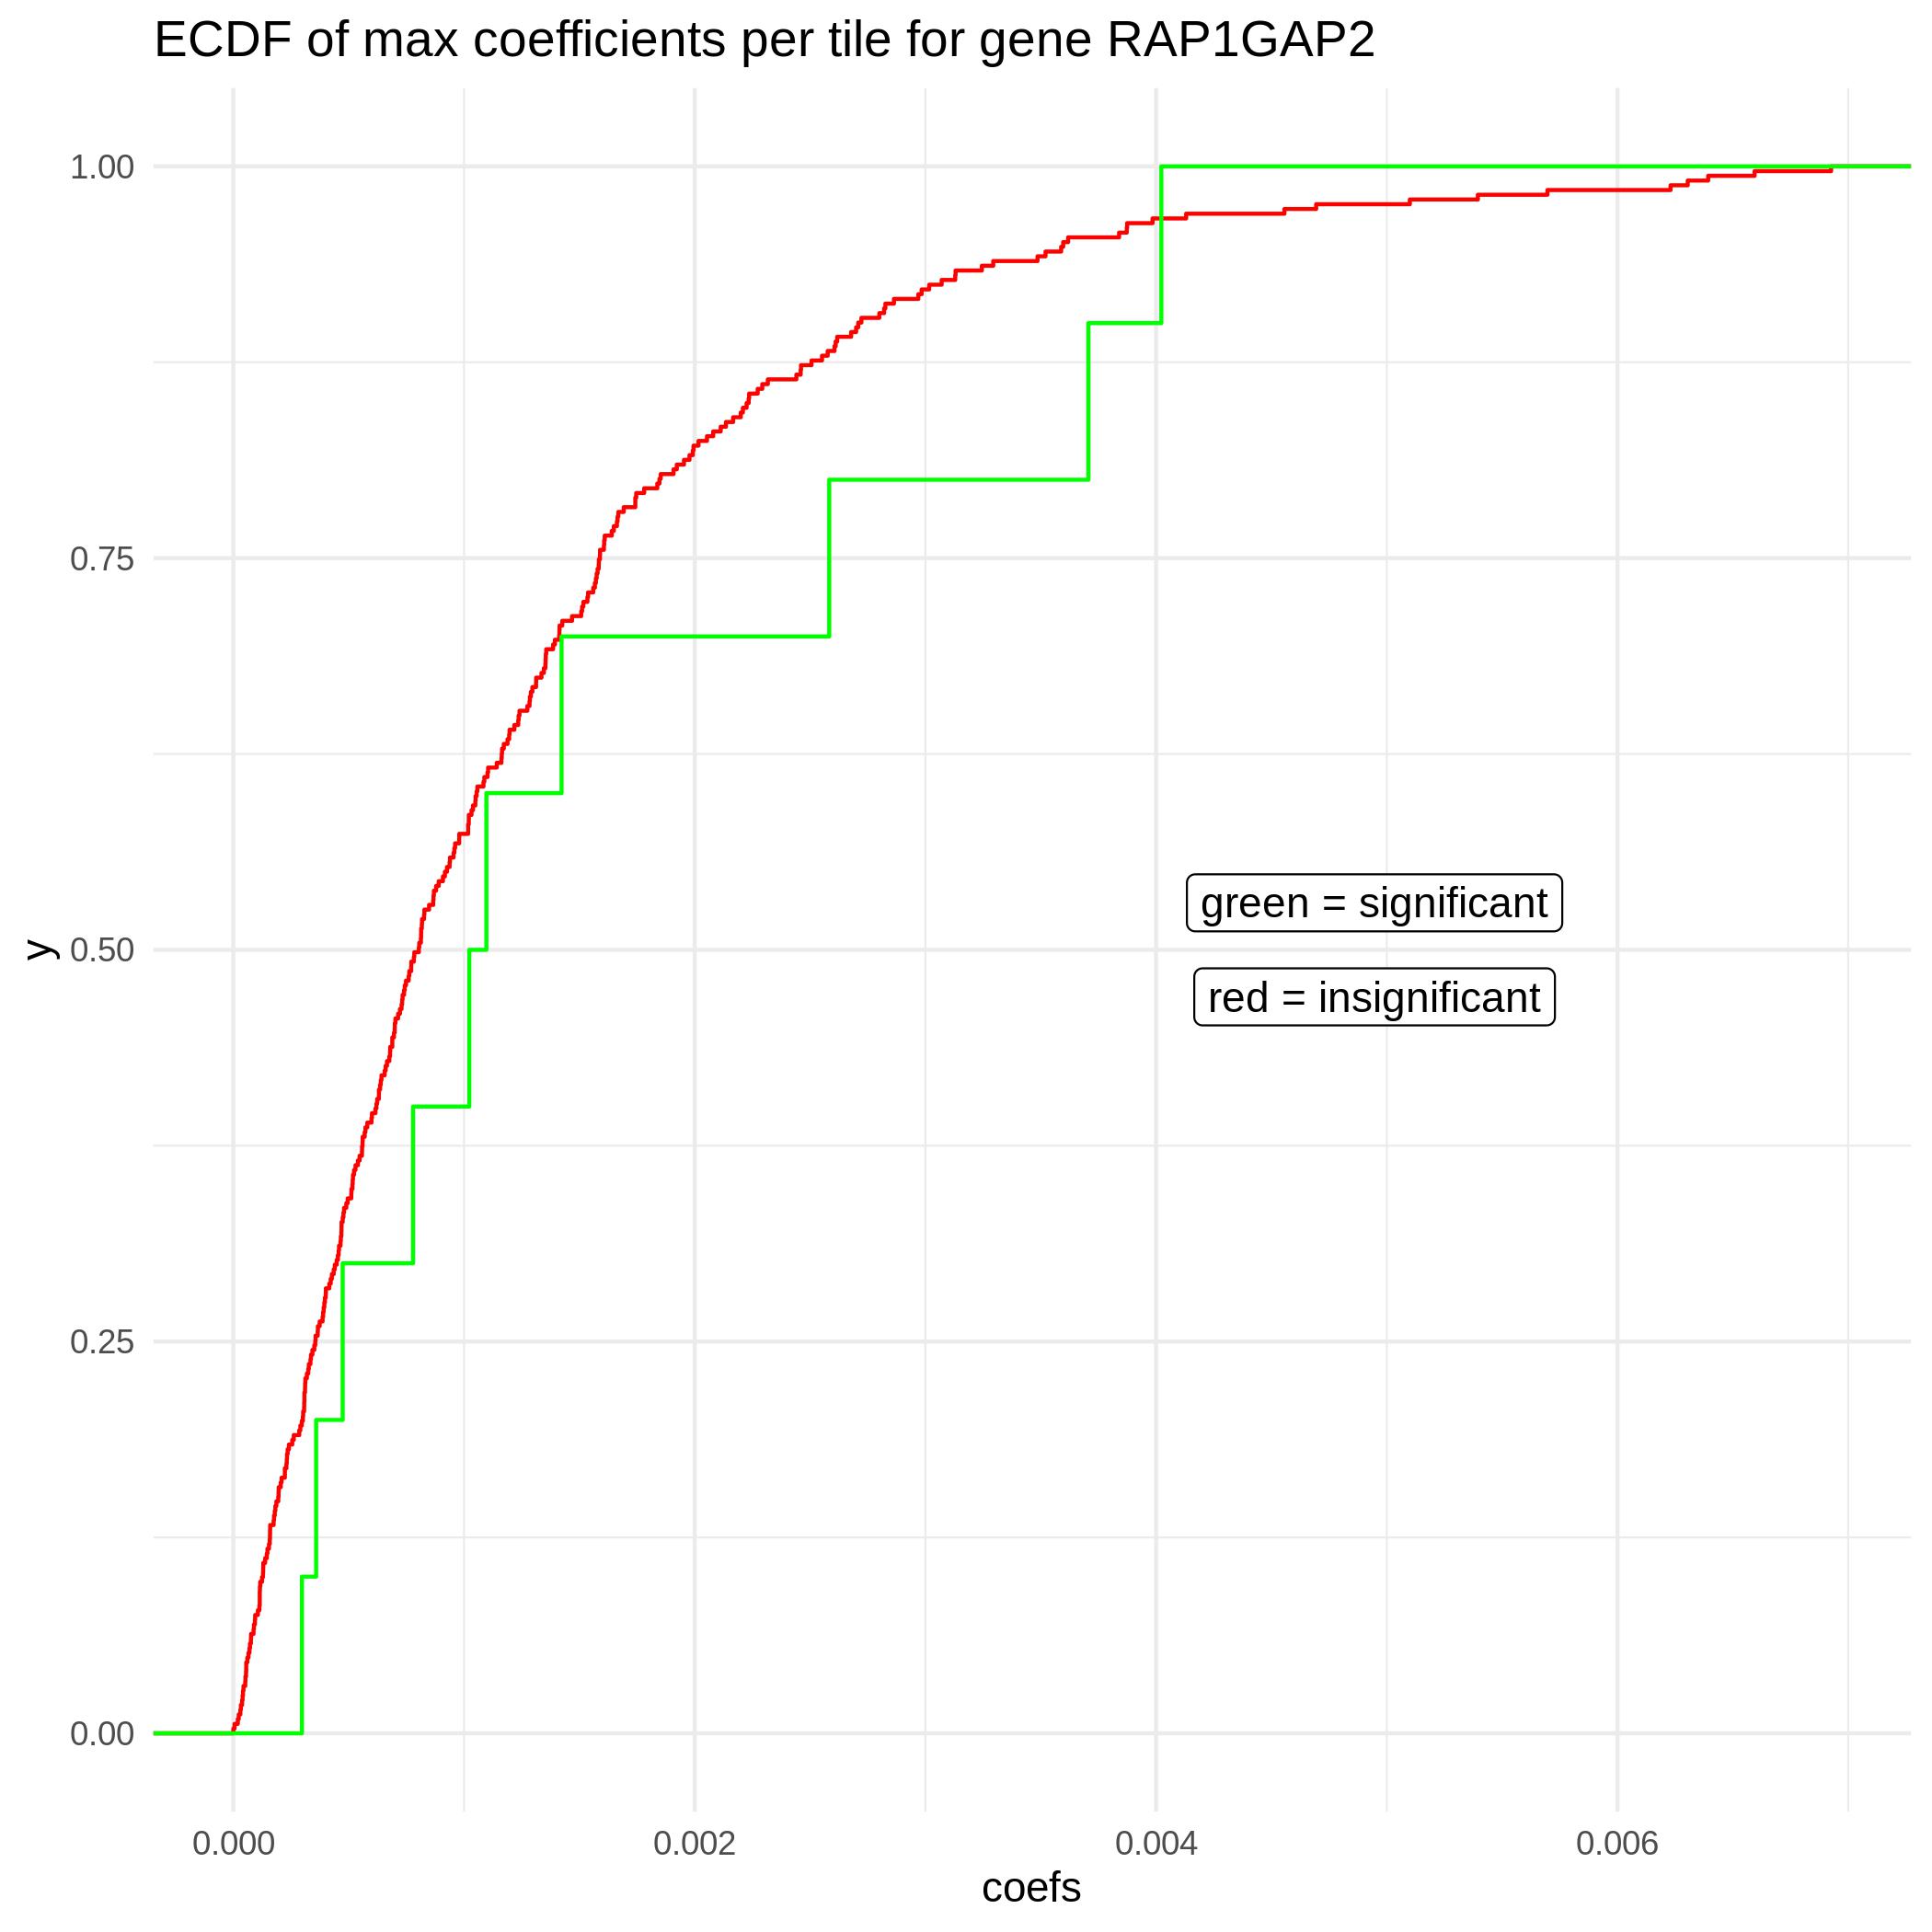 ECDF of max coefficients per tile for gene RAP1GAP2
1.00
0.75
0.50
0.25
0.00
y
green = significant
red = insignificant
0.000 0.002 0.004 0.006
coefs